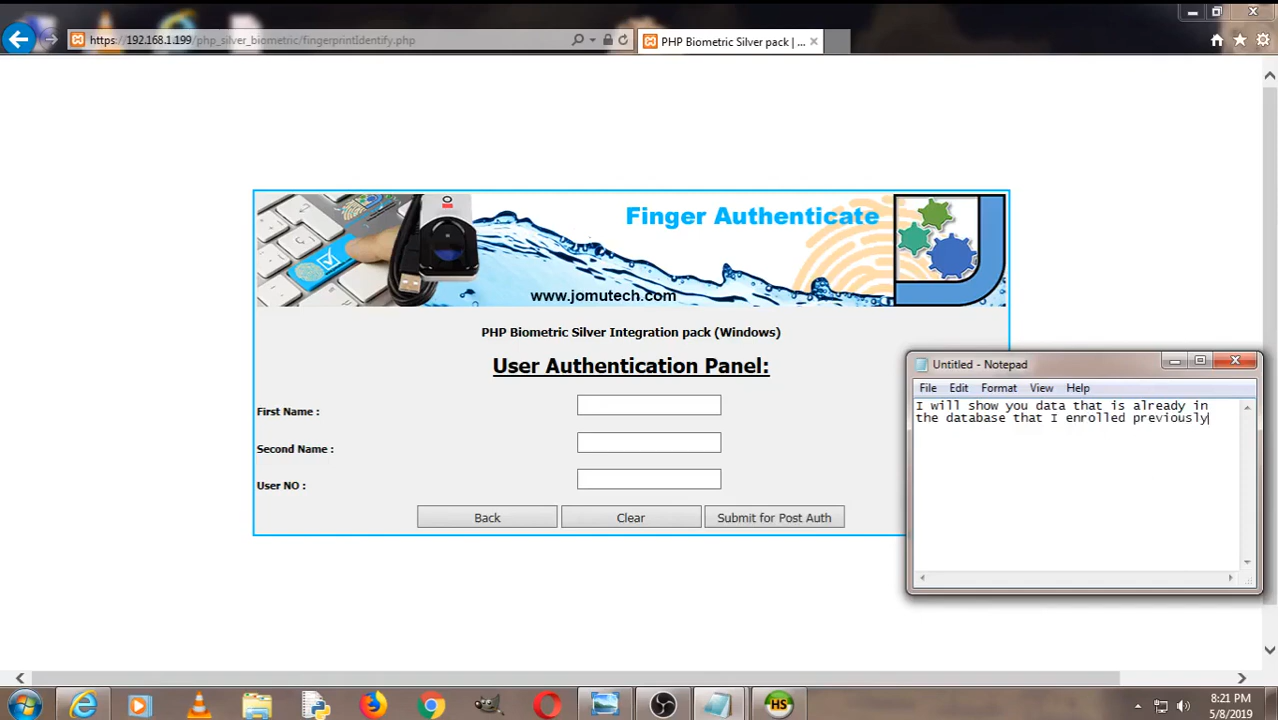 https://192.168.1.199/php_silver_biometric/fingerprintIdentify.php
PHP Biometric Silver pack | ...
Finger Authenticate
www.jomutech.com
PHP Biometric Silver Integration pack (Windows)
User Authentication Panel:
First Name :
Second Name :
User NO :
Back
Clear
Submit for Post Auth
Untitled - Notepad
File Edit Format View Help
I will show you data that is already in
the database that I enrolled previously
HS
8:21 PM
5/8/2019